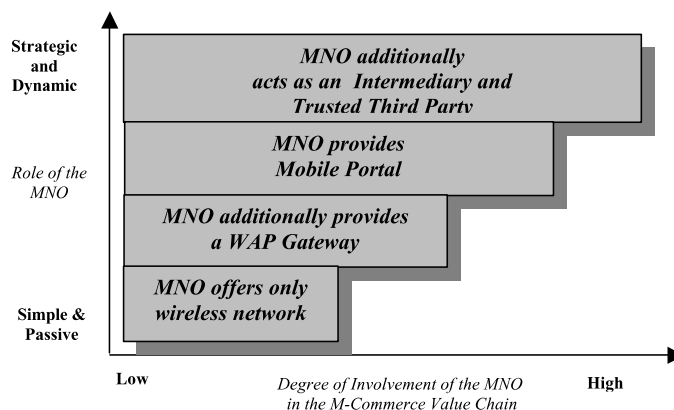 Strategic
and
Dynamic
MNO additionally
acts as an Intermediary and
Trusted Third Party
MNO provides
Mobile Portal
Role of the
MNO
MNO additionally provides
a WAP Gateway
MNO offers only
wireless network
Simple &
Passive
Low
Degree of Involvement of the MNO
in the M-Commerce Value Chain
High